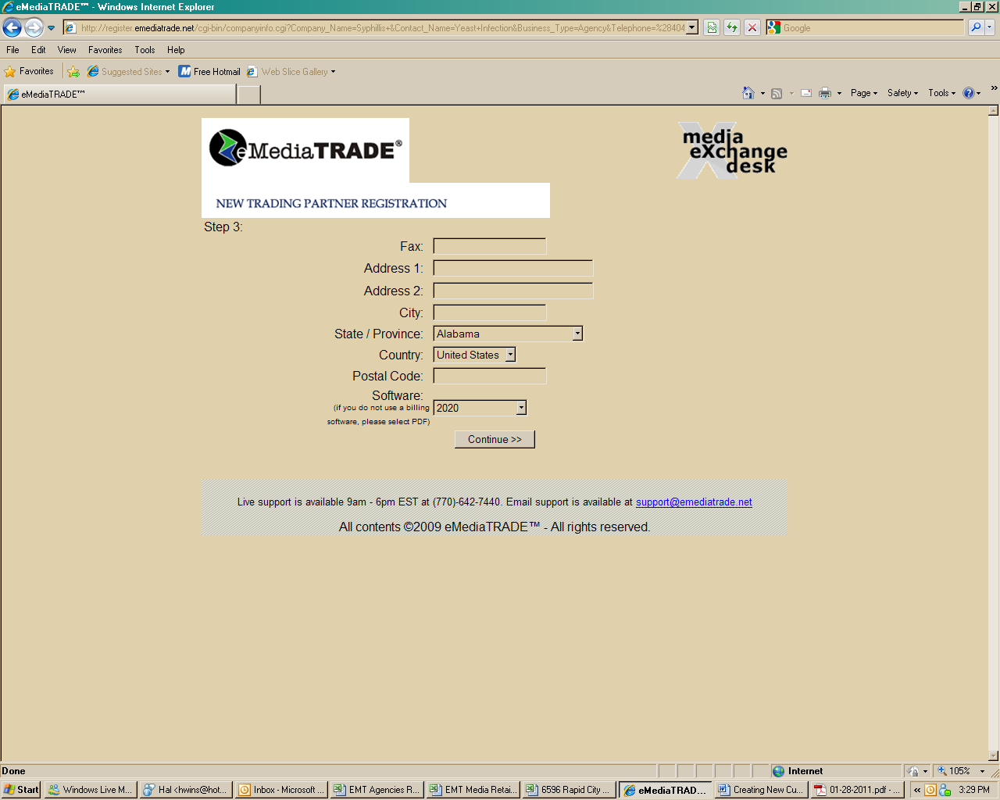 eMediaTRADE™ - Windows Internet Explorer
http://register.emediatrade.net/cgi-bin/companyinfo.cgi?Company_Name=Syphillis+&Contact_Name=Yeast+Infection&Business_Type=Agency&Telephone=%28404
Google
File Edit View Favorites Tools Help
Favorites Suggested Sites Free Hotmail Web Slice Gallery
eMediaTRADE™
Page Safety Tools
eMediaTRADE®
media
eXchange
desk
NEW TRADING PARTNER REGISTRATION
Step 3:
Fax:
Address 1:
Address 2:
City:
State / Province: Alabama
Country: United States
Postal Code:
Software:
(if you do not use a billing
software, please select PDF)
2020
Continue >>
Live support is available 9am - 6pm EST at (770)-642-7440. Email support is available at support@emediatrade.net
All contents ©2009 eMediaTRADE™ - All rights reserved.
Done Internet 105%
Start Windows Live M... Hal <hwins@hot... Inbox - Microsoft ... EMT Agencies R... EMT Media Retai... 6596 Rapid City ... eMediaTRAD... Creating New Cu... 01-28-2011.pdf - ... « 3:29 PM